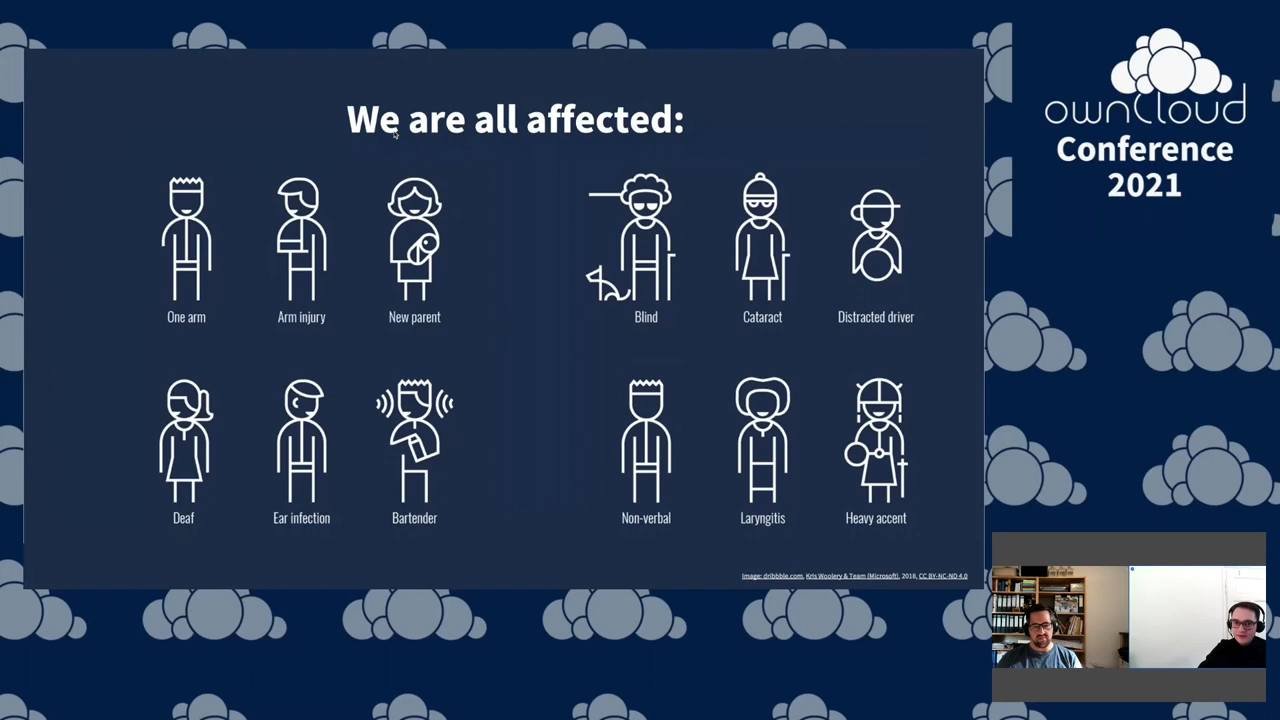 We are all affected:
One arm
Arm injury
New parent
Blind
Cataract
Distracted driver
Deaf
Ear infection
Bartender
Non-verbal
Laryngitis
Heavy accent
Image: dribbble.com, Kris Woolery & Team (Microsoft), 2018, CC BY-NC-ND 4.0
ownCloud
Conference
2021